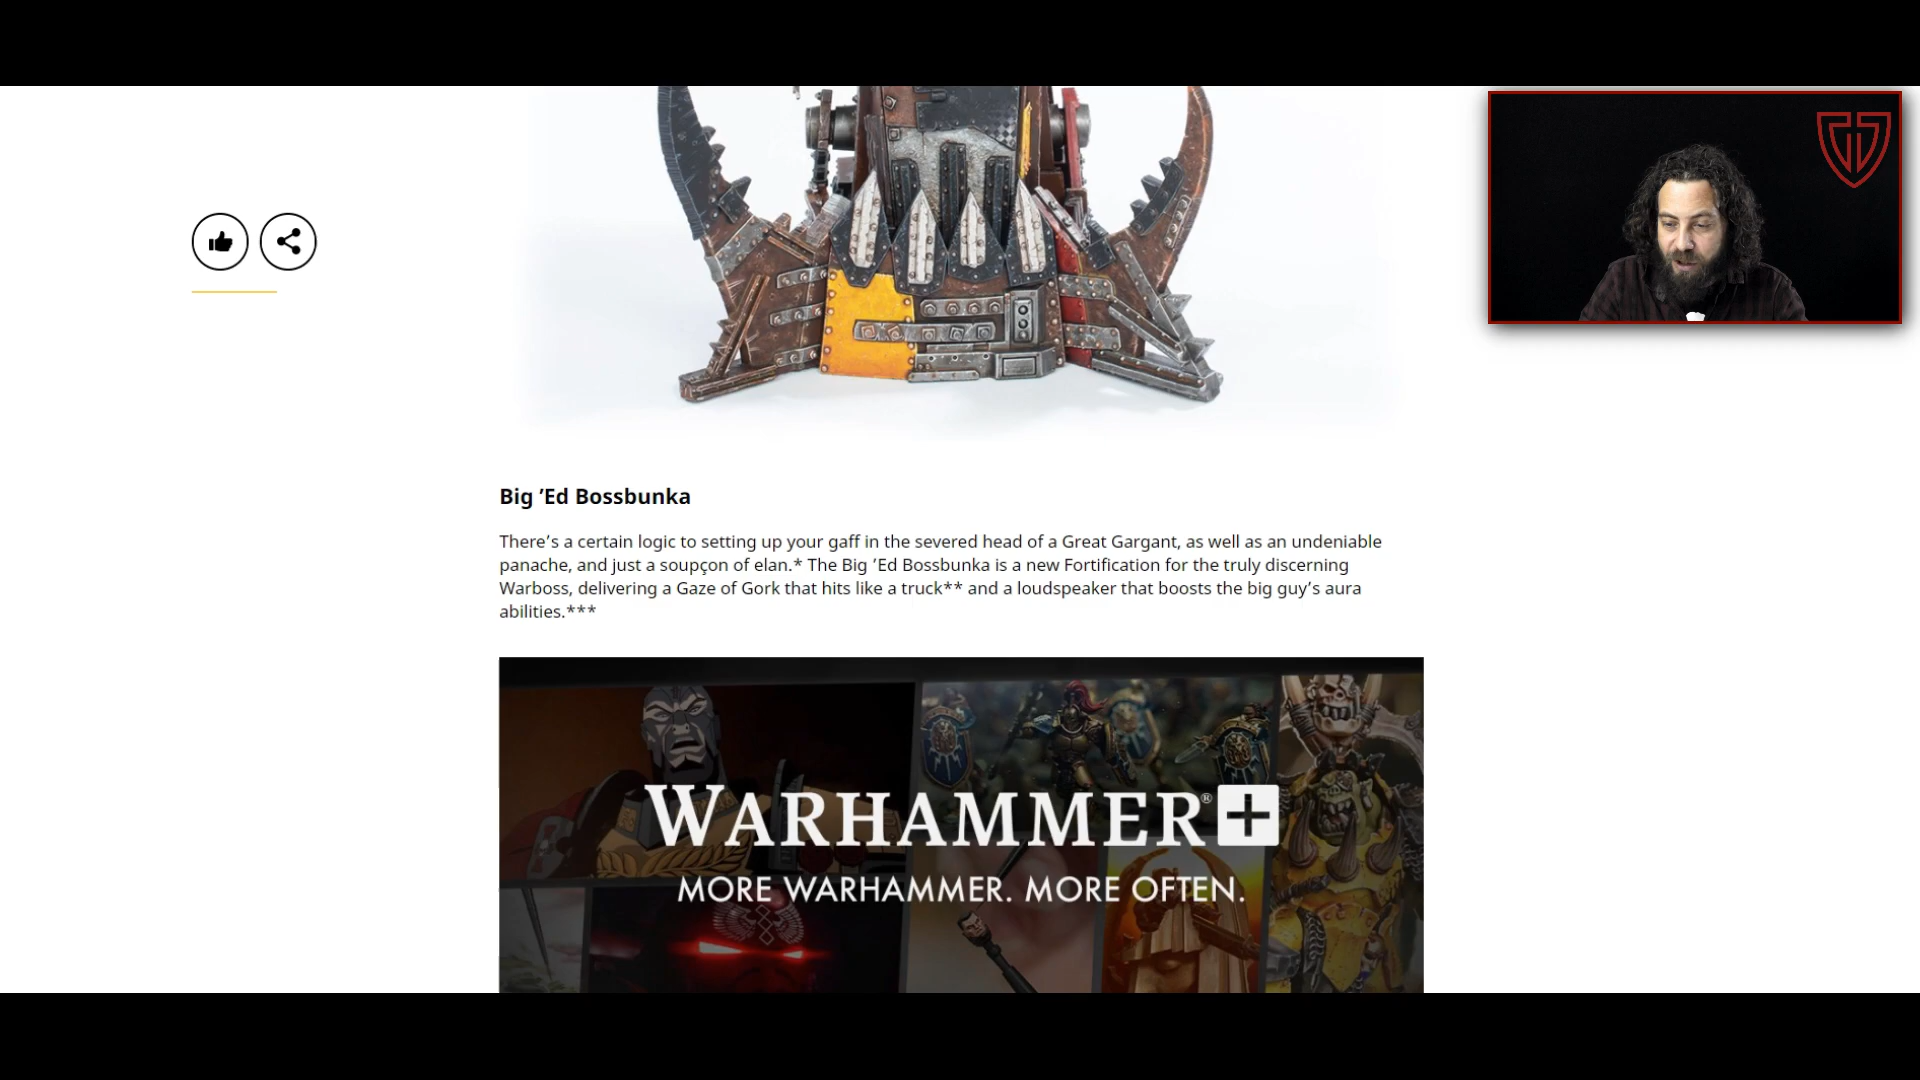 Big ’Ed Bossbunka
There’s a certain logic to setting up your gaff in the severed head of a Great Gargant, as well as an undeniable
panache, and just a soupçon of elan.* The Big ’Ed Bossbunka is a new Fortification for the truly discerning
Warboss, delivering a Gaze of Gork that hits like a truck** and a loudspeaker that boosts the big guy’s aura
abilities.***
WARHAMMER®+
MORE WARHAMMER. MORE OFTEN.